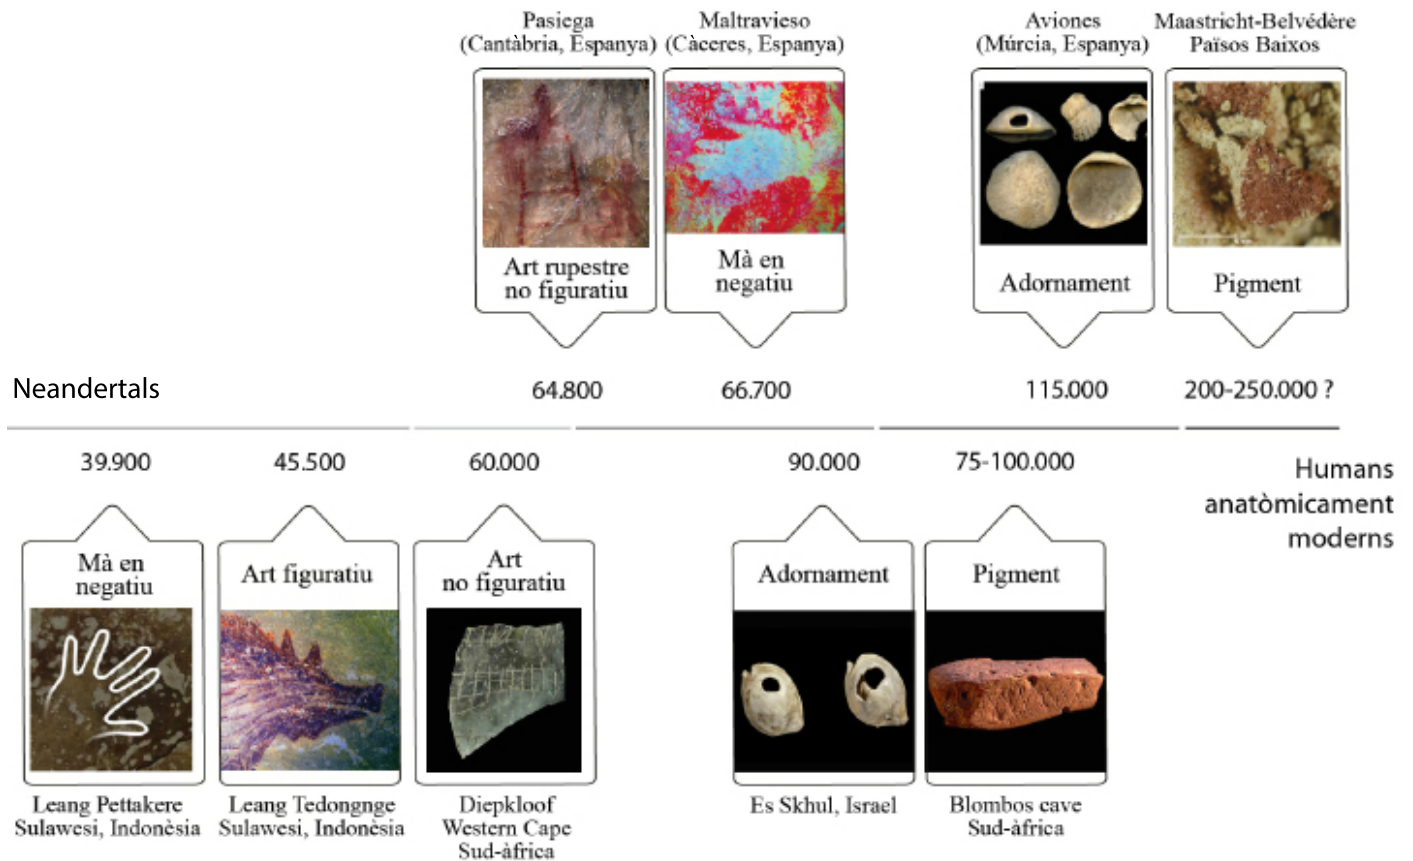 Pasiega
(Cantàbria, Espanya)
Maltravieso
(Càceres, Espanya)
Aviones
(Múrcia, Espanya)
Maastricht-Belvédère
Països Baixos
Art rupestre
no figuratiu
Mà en
negatiu
Adornament
Pigment
Neandertals
64.800
66.700
115.000
200-250.000 ?
39.900
45.500
60.000
90.000
75-100.000
Humans
anatòmicament
moderns
Mà en
negatiu
Art figuratiu
Art
no figuratiu
Adornament
Pigment
Leang Pettakere
Sulawesi, Indonèsia
Leang Tedongnge
Sulawesi, Indonèsia
Diepkloof
Western Cape
Sud-àfrica
Es Skhul, Israel
Blombos cave
Sud-àfrica